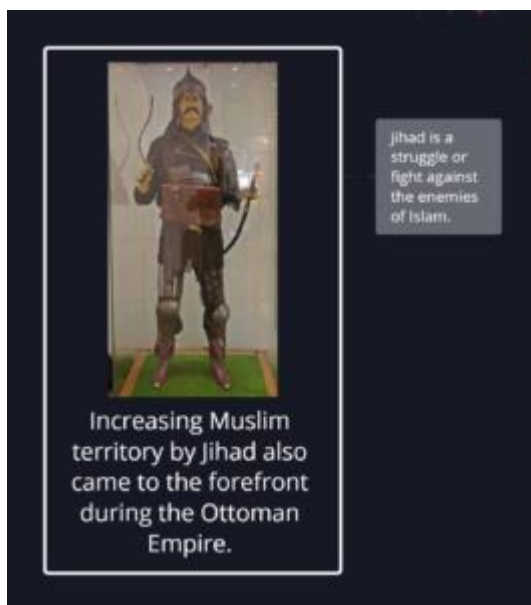 Jihad is a
struggle or
fight against
the enemies
of Islam.
Increasing Muslim
territory by Jihad also
came to the forefront
during the Ottoman
Empire.